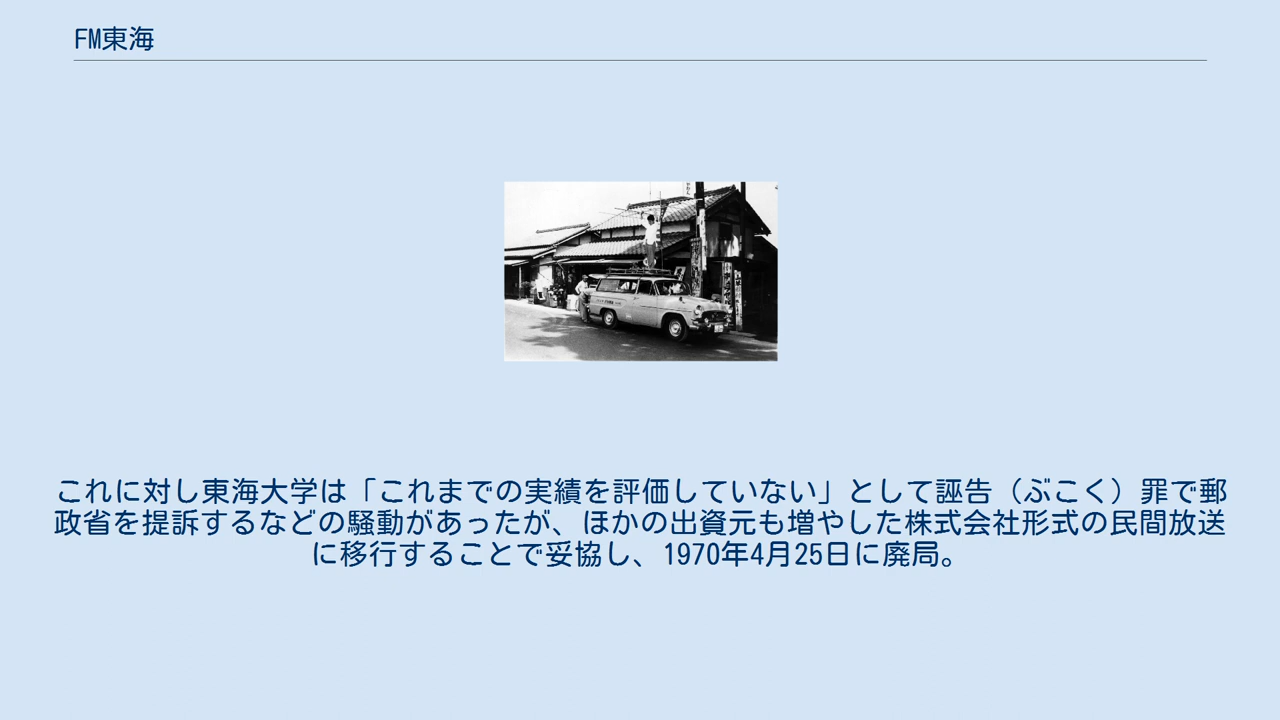 FM東海
これに対し東海大学は「これまでの実績を評価していない」として誣告（ぶこく）罪で郵
政省を提訴するなどの騒動があったが、ほかの出資元も増やした株式会社形式の民間放送
に移行することで妥協し、1970年4月25日に廃局。